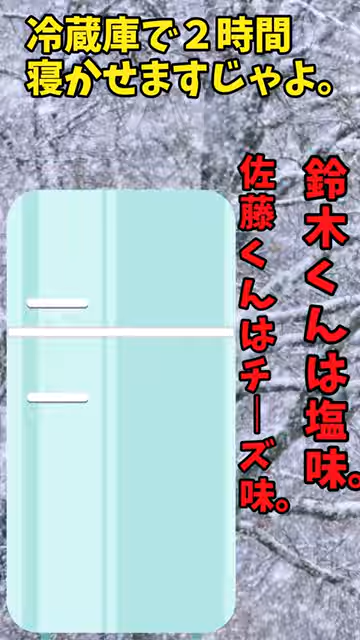 冷蔵庫で２時間
寝かせますじゃよ。
鈴木くんは塩味。
佐藤くんはチーズ味。